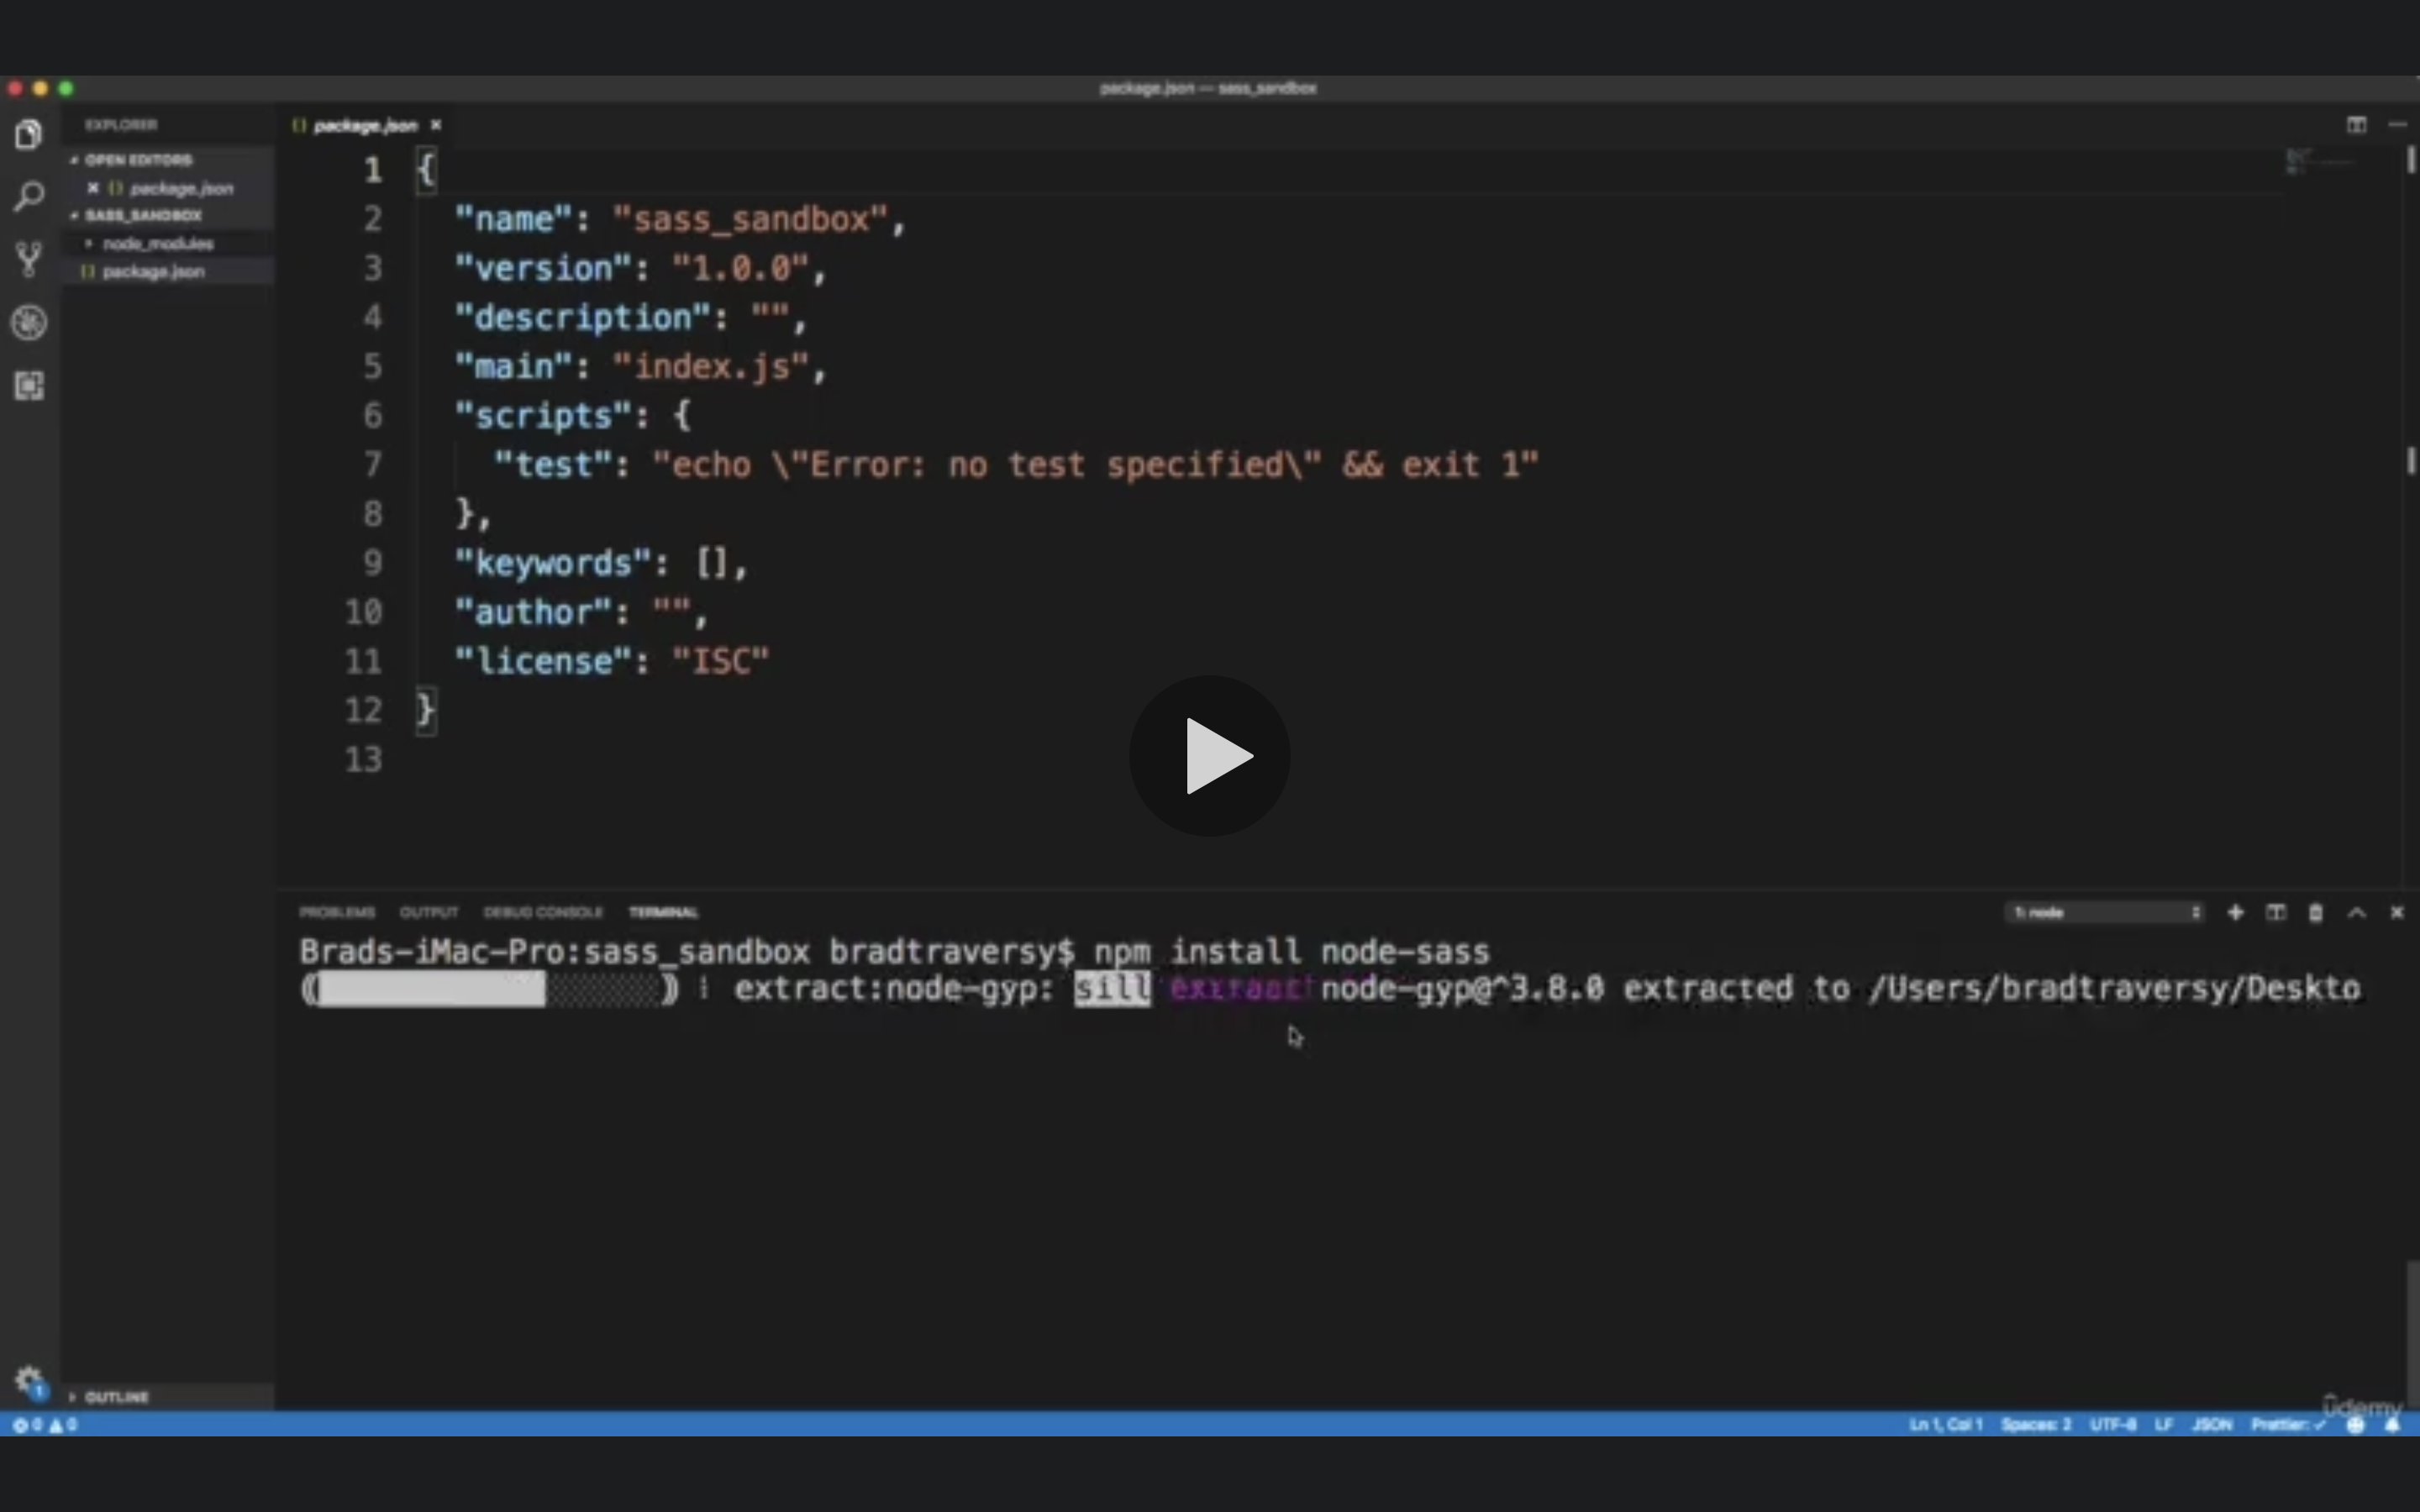 package.json — sass_sandbox
EXPLORER
OPEN EDITORS
package.json
SASS_SANDBOX
node_modules
package.json
OUTLINE
package.json
1 {
2 "name": "sass_sandbox",
3 "version": "1.0.0",
4 "description": "",
5 "main": "index.js",
6 "scripts": {
7 "test": "echo \"Error: no test specified\" && exit 1"
8 },
9 "keywords": [],
10 "author": "",
11 "license": "ISC"
12 }
13
PROBLEMS OUTPUT DEBUG CONSOLE TERMINAL 1: node
Brads-iMac-Pro:sass_sandbox bradtraversy$ npm install node-sass
extract:node-gyp: sill extract node-gyp@^3.8.0 extracted to /Users/bradtraversy/Deskto
1
ûdemy
0 0 Ln 1, Col 1 Spaces: 2 UTF-8 LF JSON Prettier: ✓